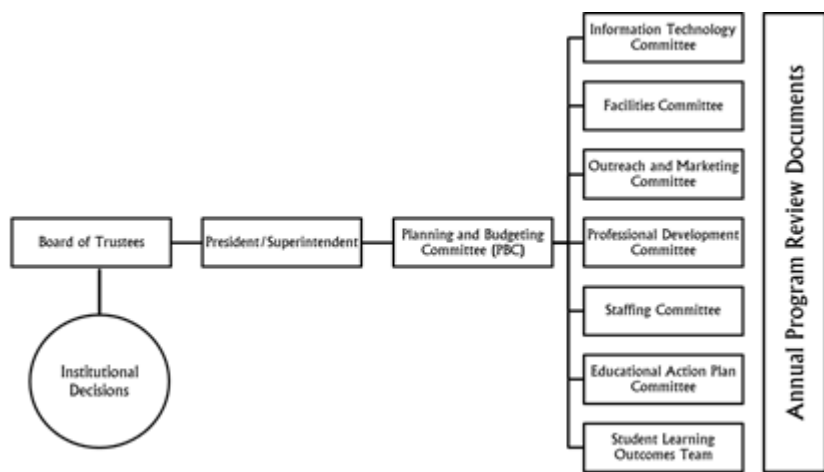 Information Technology
Committee
Facilities Committee
Outreach and Marketing
Committee
Board of Trustees
President/Superintendent
Planning and Budgeting
Committee (PBC)
Professional Development
Committee
Staffing Committee
Institutional
Decisions
Educational Action Plan
Committee
Student Learning
Outcomes Team
Annual Program Review Documents